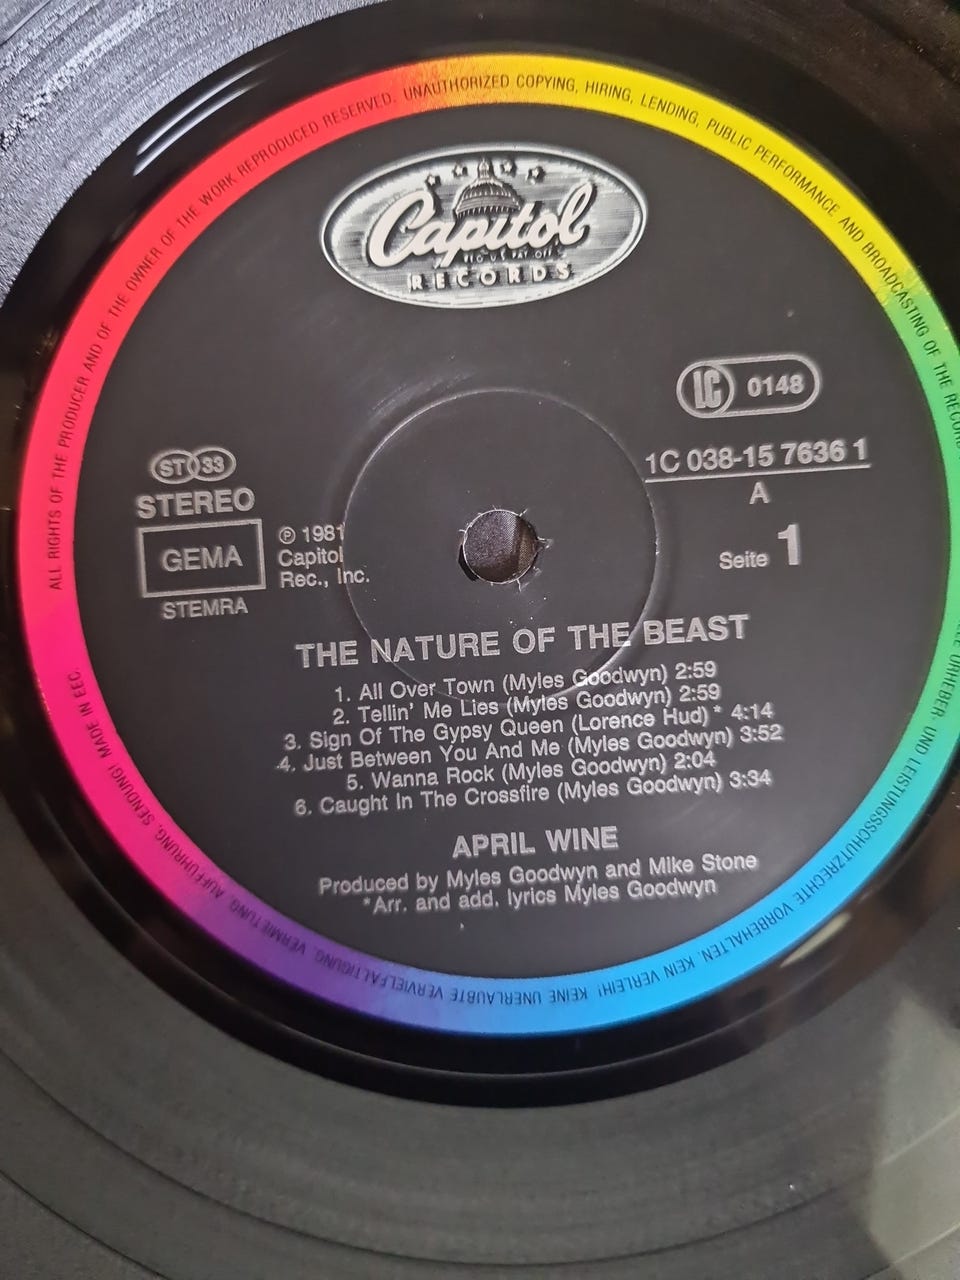 ALL RIGHTS OF THE PRODUCER AND OF THE OWNER OF THE WORK REPRODUCED RESERVED. UNAUTHORIZED COPYING, HIRING, LENDING, PUBLIC PERFORMANCE AND BROADCASTING OF THE
Capitol
RECORDS
LC 0148
1C 038-15 7636 1
A
Seite 1
ST 33
STEREO
GEMA
STEMRA
℗ 1981
Capitol
Rec., Inc.
THE NATURE OF THE BEAST
1. All Over Town (Myles Goodwyn) 2:59
2. Tellin' Me Lies (Myles Goodwyn) 2:59
3. Sign Of The Gypsy Queen (Lorence Hud)* 4:14
4. Just Between You And Me (Myles Goodwyn) 3:52
5. Wanna Rock (Myles Goodwyn) 2:04
6. Caught In The Crossfire (Myles Goodwyn) 3:34
APRIL WINE
Produced by Myles Goodwyn and Mike Stone
*Arr. and add. lyrics Myles Goodwyn
URHEBER- UND LEISTUNGSSCHUTZRECHTE VORBEHALTEN. KEIN VERLEIH! KEINE UNERLAUBTE VERVIELFÄLTIGUNG, VERMIETUNG, AUFFÜHRUNG, SENDUNG! MADE IN EEC.